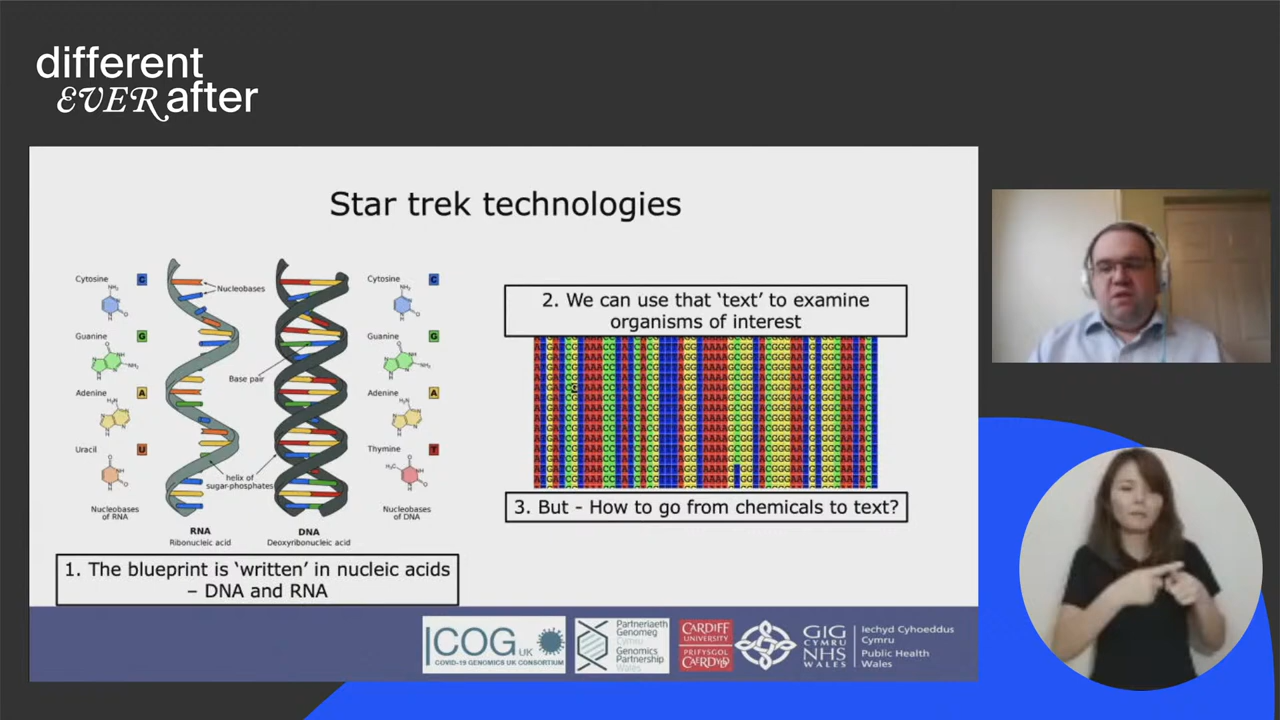 different
EVER after
Star trek technologies
Cytosine
C
Nucleobases
Cytosine
C
Guanine
G
Guanine
G
Base pair
Adenine
A
Adenine
A
Uracil
U
Thymine
T
helix of
sugar-phosphates
Nucleobases
of RNA
Nucleobases
of DNA
RNA
Ribonucleic acid
DNA
Deoxyribonucleic acid
1. The blueprint is ‘written’ in nucleic acids
– DNA and RNA
2. We can use that ‘text’ to examine
organisms of interest
3. But - How to go from chemicals to text?
COG UK
COVID-19 GENOMICS UK CONSORTIUM
Partneriaeth
Genomeg
Cymru
Genomics
Partnership
Wales
CARDIFF
UNIVERSITY
PRIFYSGOL
CAERDYDD
GIG
CYMRU
NHS
WALES
Iechyd Cyhoeddus
Cymru
Public Health
Wales